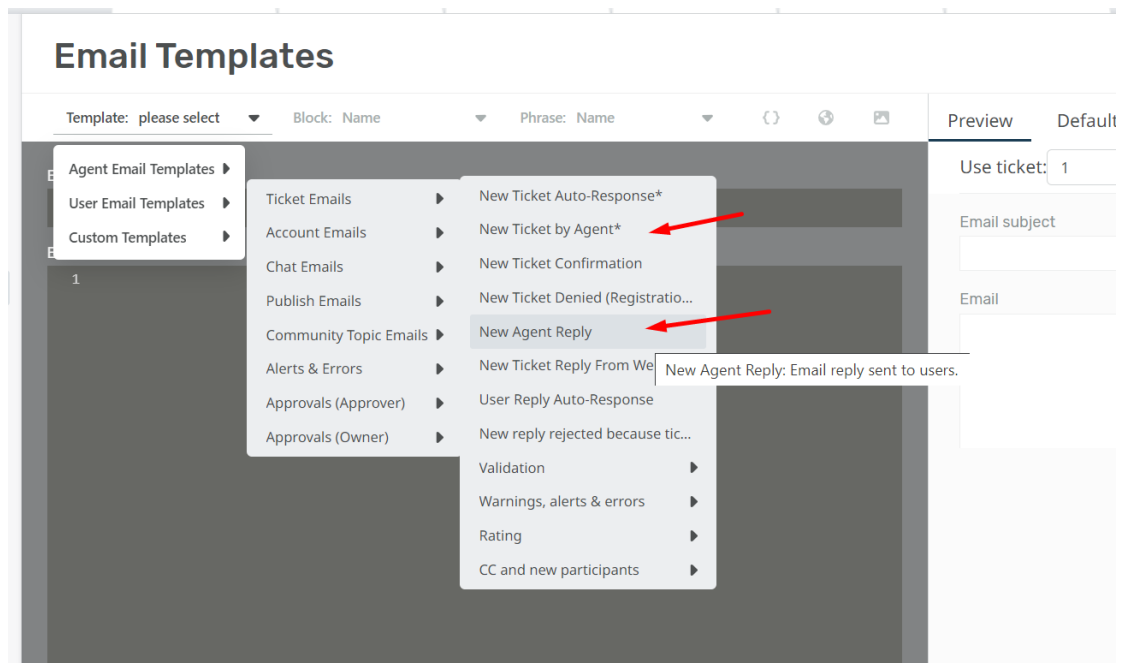 Email Templates
Template: please select
Block: Name
Phrase: Name
{}
Preview
Default
Use ticket: 1
Email subject
Email
Agent Email Templates
User Email Templates
Custom Templates
E
E
1
Ticket Emails
Account Emails
Chat Emails
Publish Emails
Community Topic Emails
Alerts & Errors
Approvals (Approver)
Approvals (Owner)
New Ticket Auto-Response*
New Ticket by Agent*
New Ticket Confirmation
New Ticket Denied (Registratio...
New Agent Reply
New Ticket Reply From We
New Agent Reply: Email reply sent to users.
User Reply Auto-Response
New reply rejected because tic...
Validation
Warnings, alerts & errors
Rating
CC and new participants